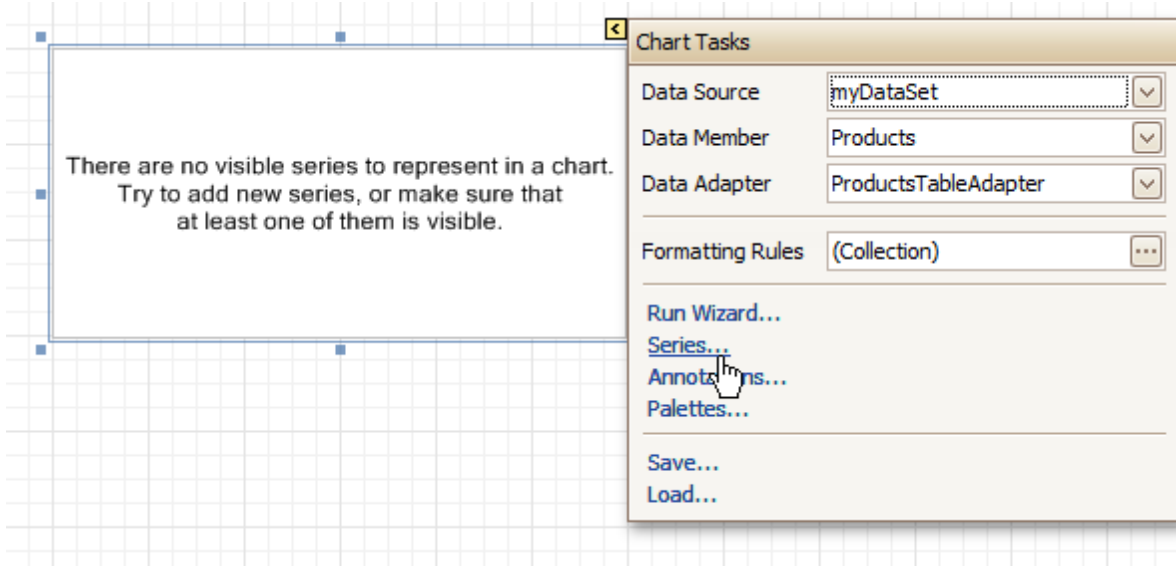 There are no visible series to represent in a chart.
Try to add new series, or make sure that
at least one of them is visible.
Chart Tasks
Data Source myDataSet
Data Member Products
Data Adapter ProductsTableAdapter
Formatting Rules (Collection)
Run Wizard...
Series...
Annotations...
Palettes...
Save...
Load...